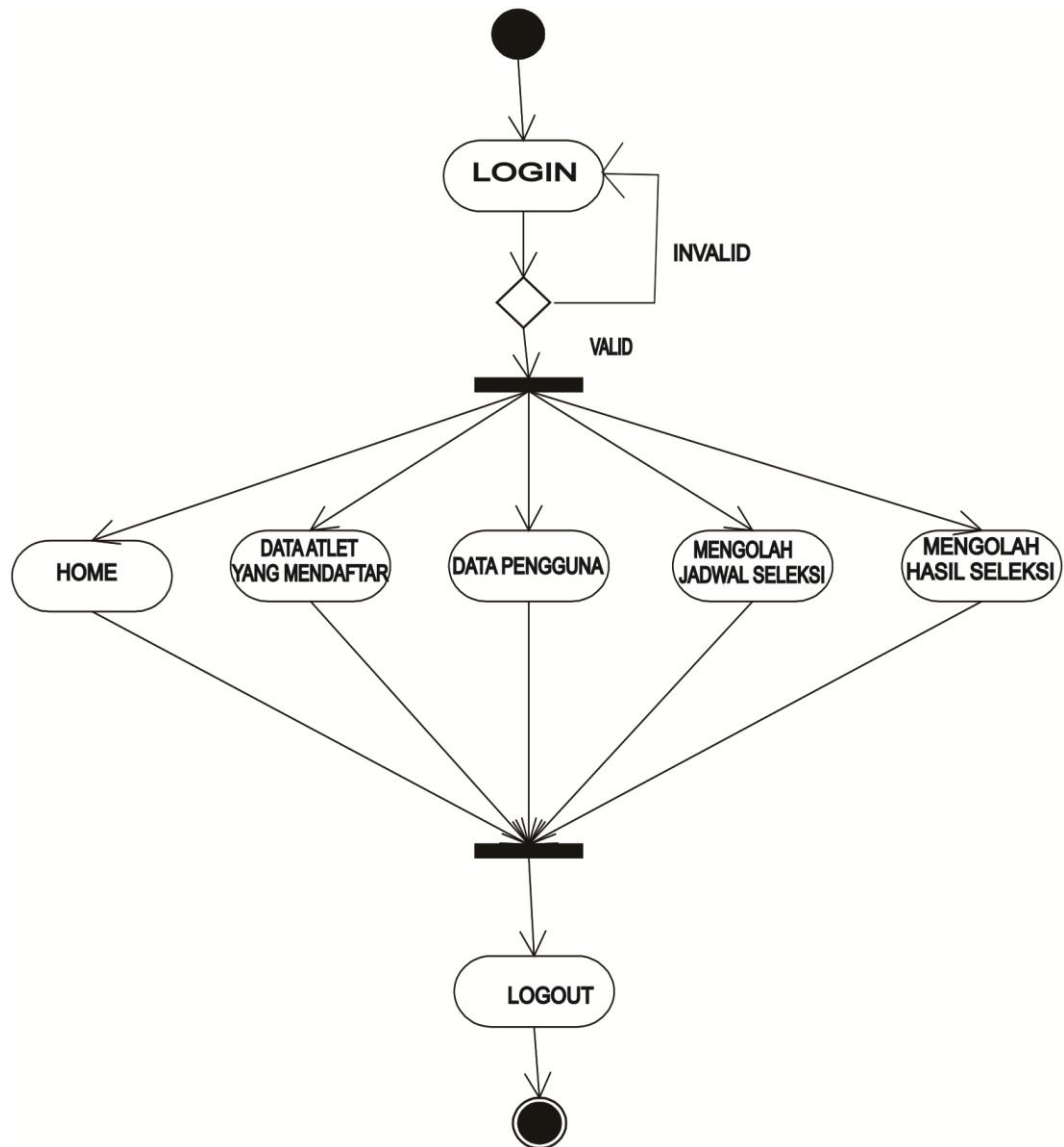 LOGIN
INVALID
VALID
HOME
DATA ATLET
YANG MENDAFTAR
DATA PENGGUNA
MENGOLAH
JADWAL SELEKSI
MENGOLAH
HASIL SELEKSI
LOGOUT